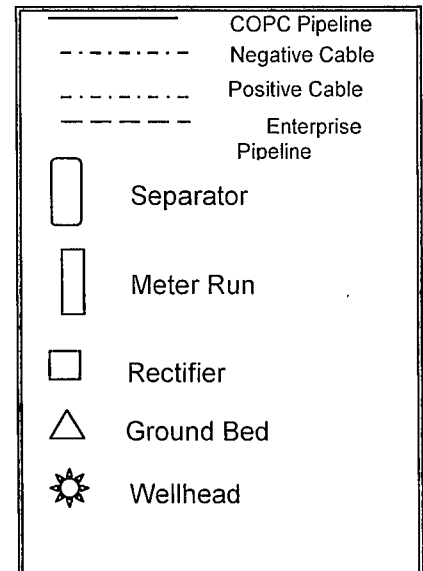 COPC Pipeline
Negative Cable
Positive Cable
Enterprise
Pipeline
Separator
Meter Run
Rectifier
Ground Bed
Wellhead